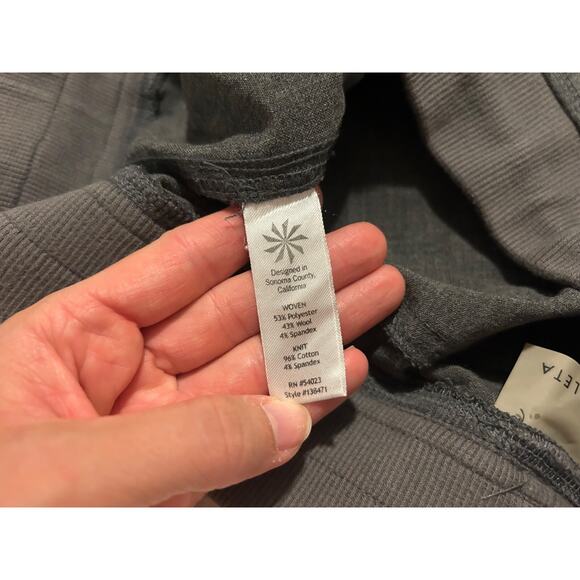 Designed in
Sonoma County,
California
WOVEN
53% Polyester
43% Wool
4% Spandex
KNIT
96% Cotton
4% Spandex
RN #54023
Style #138471
LETA